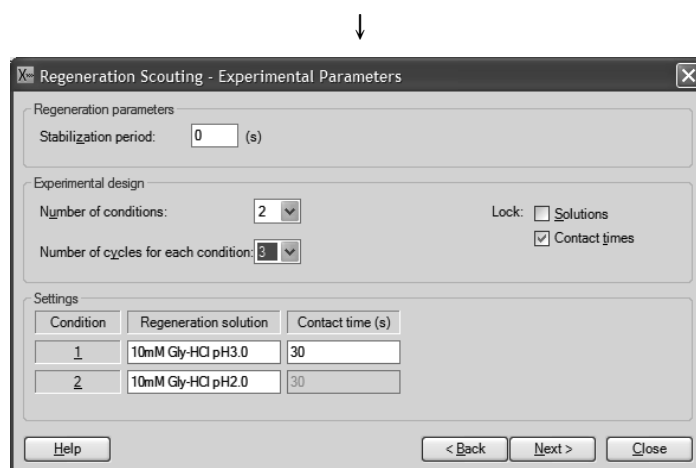 Regeneration Scouting - Experimental Parameters
Regeneration parameters
Stabilization period: 0 (s)
Experimental design
Number of conditions: 2 Lock: Solutions
Contact times
Number of cycles for each condition: 3
Settings
Condition Regeneration solution Contact time (s)
1 10mM Gly-HCl pH3.0 30
2 10mM Gly-HCl pH2.0 30
Help < Back Next > Close